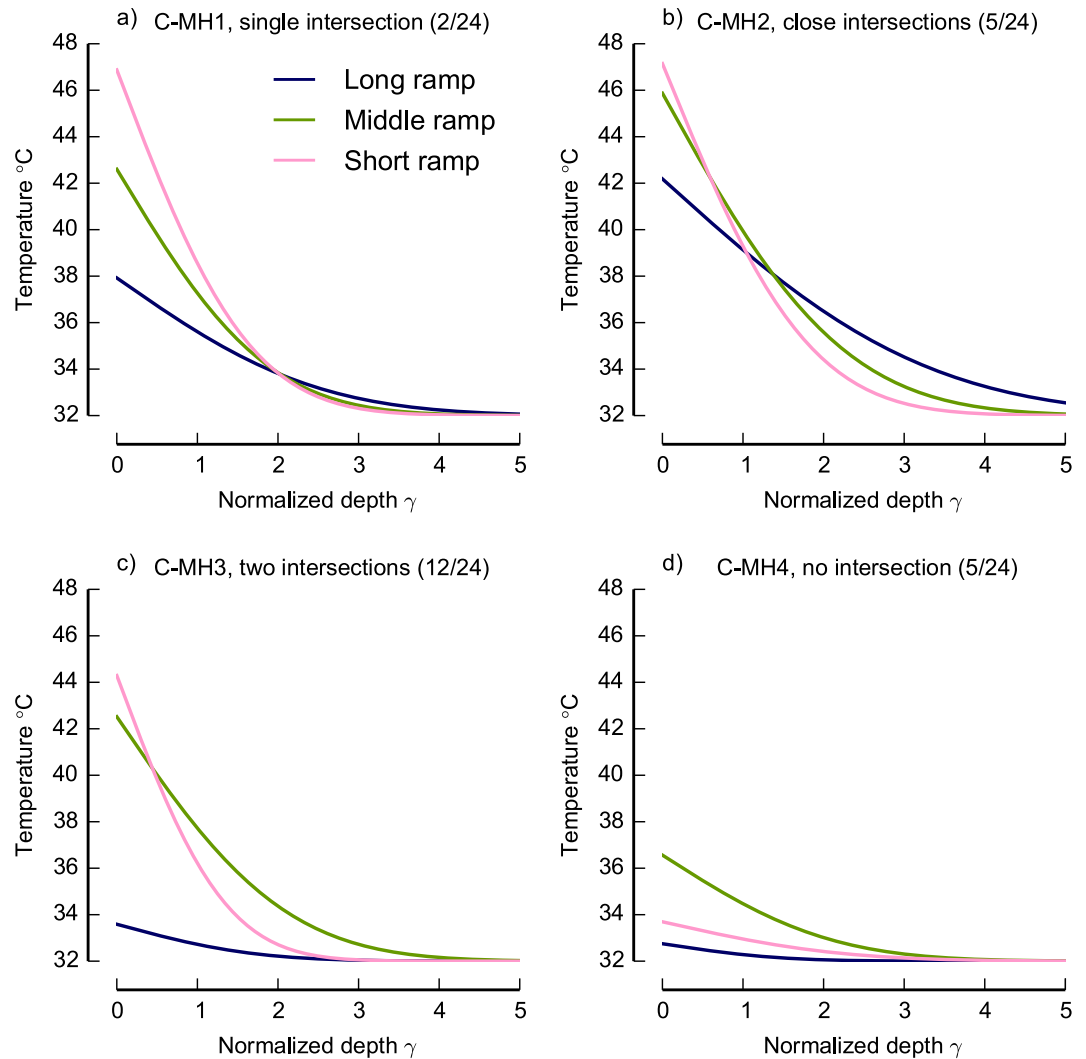 a) C-MH1, single intersection (2/24)
48
46
44
42
40
38
36
34
32
Temperature °C
Long ramp
Middle ramp
Short ramp
0 1 2 3 4 5
Normalized depth γ
b) C-MH2, close intersections (5/24)
48
46
44
42
40
38
36
34
32
Temperature °C
0 1 2 3 4 5
Normalized depth γ
c) C-MH3, two intersections (12/24)
48
46
44
42
40
38
36
34
32
Temperature °C
0 1 2 3 4 5
Normalized depth γ
d) C-MH4, no intersection (5/24)
48
46
44
42
40
38
36
34
32
Temperature °C
0 1 2 3 4 5
Normalized depth γ